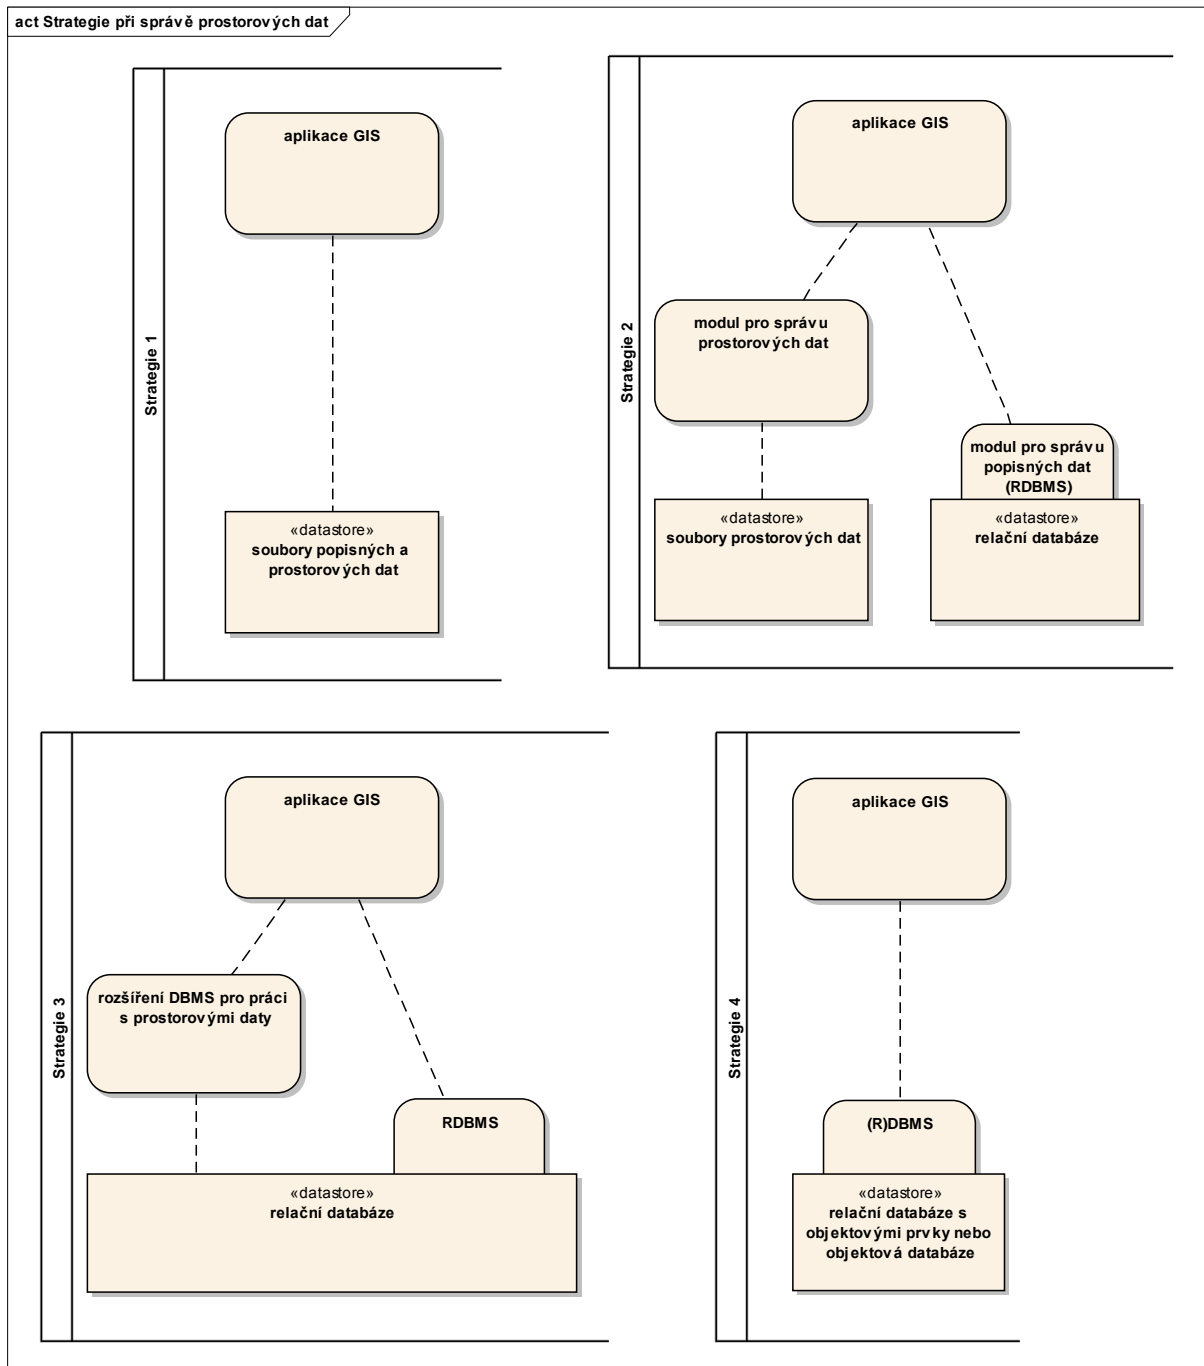 act Strategie při správě prostorových dat
Strategie 1
aplikace GIS
«datastore»
soubory popisných a
prostorových dat
Strategie 2
aplikace GIS
modul pro správu
prostorových dat
modul pro správu
popisných dat
(RDBMS)
«datastore»
soubory prostorových dat
«datastore»
relační databáze
Strategie 3
aplikace GIS
rozšíření DBMS pro práci
s prostorovými daty
RDBMS
«datastore»
relační databáze
Strategie 4
aplikace GIS
(R)DBMS
«datastore»
relační databáze s
objektovými prvky nebo
objektová databáze